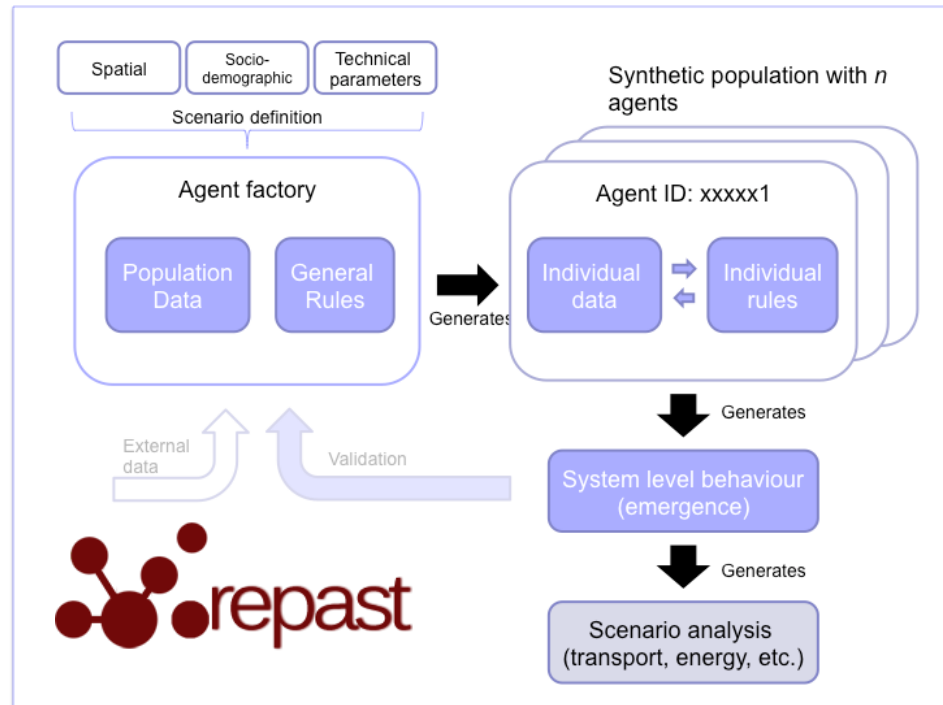 Spatial
Socio-
demographic
Technical
parameters
Scenario definition
Synthetic population with n
agents
Agent factory
Population
Data
General
Rules
Generates
Agent ID: xxxxx1
Individual
data
Individual
rules
Generates
External
data
Validation
System level behaviour
(emergence)
Generates
Scenario analysis
(transport, energy, etc.)
repast